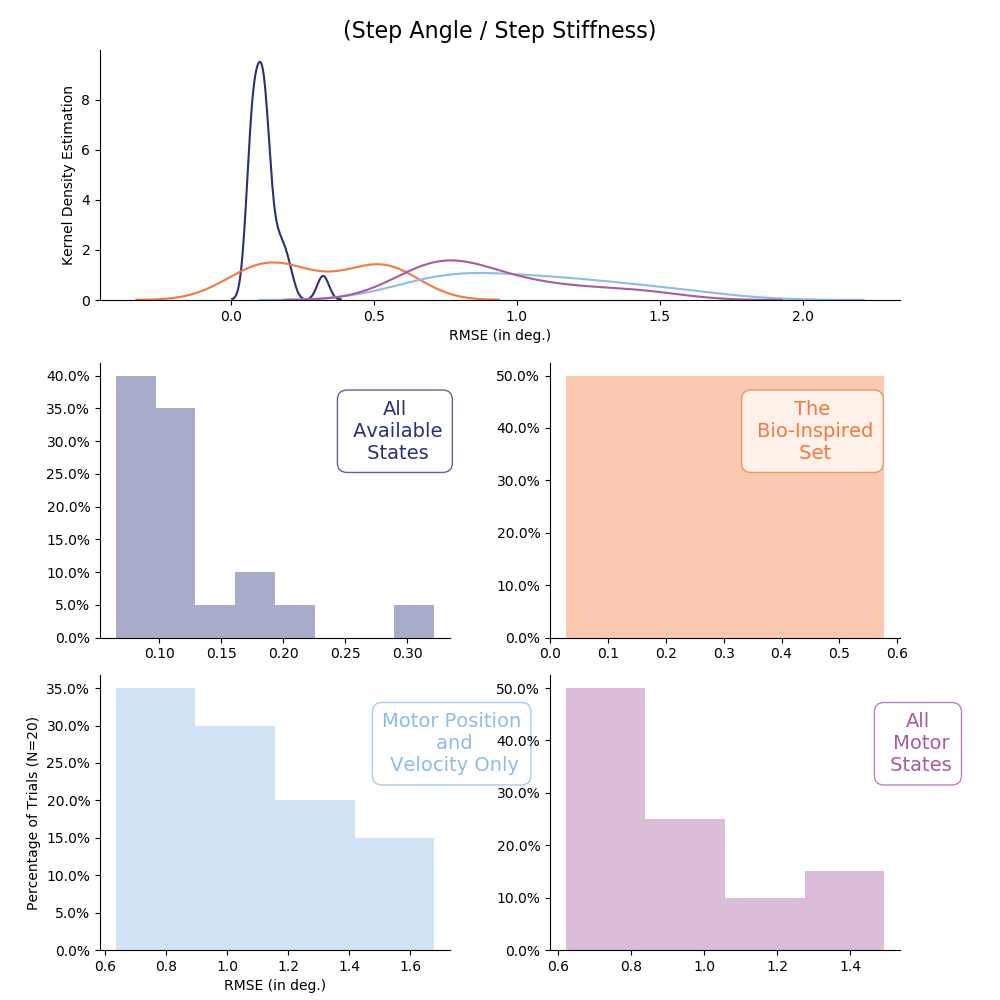 (Step Angle / Step Stiffness)
Kernel Density Estimation
8
6
4
2
0
0.0 0.5 1.0 1.5 2.0
RMSE (in deg.)
40.0%
35.0%
30.0%
25.0%
20.0%
15.0%
10.0%
5.0%
0.0%
All
Available
States
0.10 0.15 0.20 0.25 0.30
50.0%
40.0%
30.0%
20.0%
10.0%
0.0%
The
Bio-Inspired
Set
0.0 0.1 0.2 0.3 0.4 0.5 0.6
Percentage of Trials (N=20)
35.0%
30.0%
25.0%
20.0%
15.0%
10.0%
5.0%
0.0%
Motor Position
and
Velocity Only
0.6 0.8 1.0 1.2 1.4 1.6
RMSE (in deg.)
50.0%
40.0%
30.0%
20.0%
10.0%
0.0%
All
Motor
States
0.6 0.8 1.0 1.2 1.4